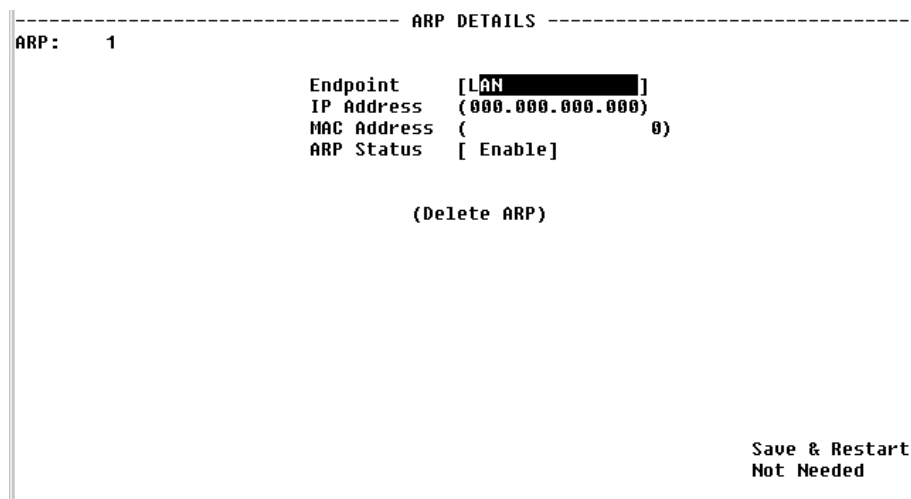 ---------------------------------- ARP DETAILS --------------------------------
ARP: 1
Endpoint [LAN ]
IP Address (000.000.000.000)
MAC Address ( 0)
ARP Status [ Enable]
(Delete ARP)
Save & Restart
Not Needed